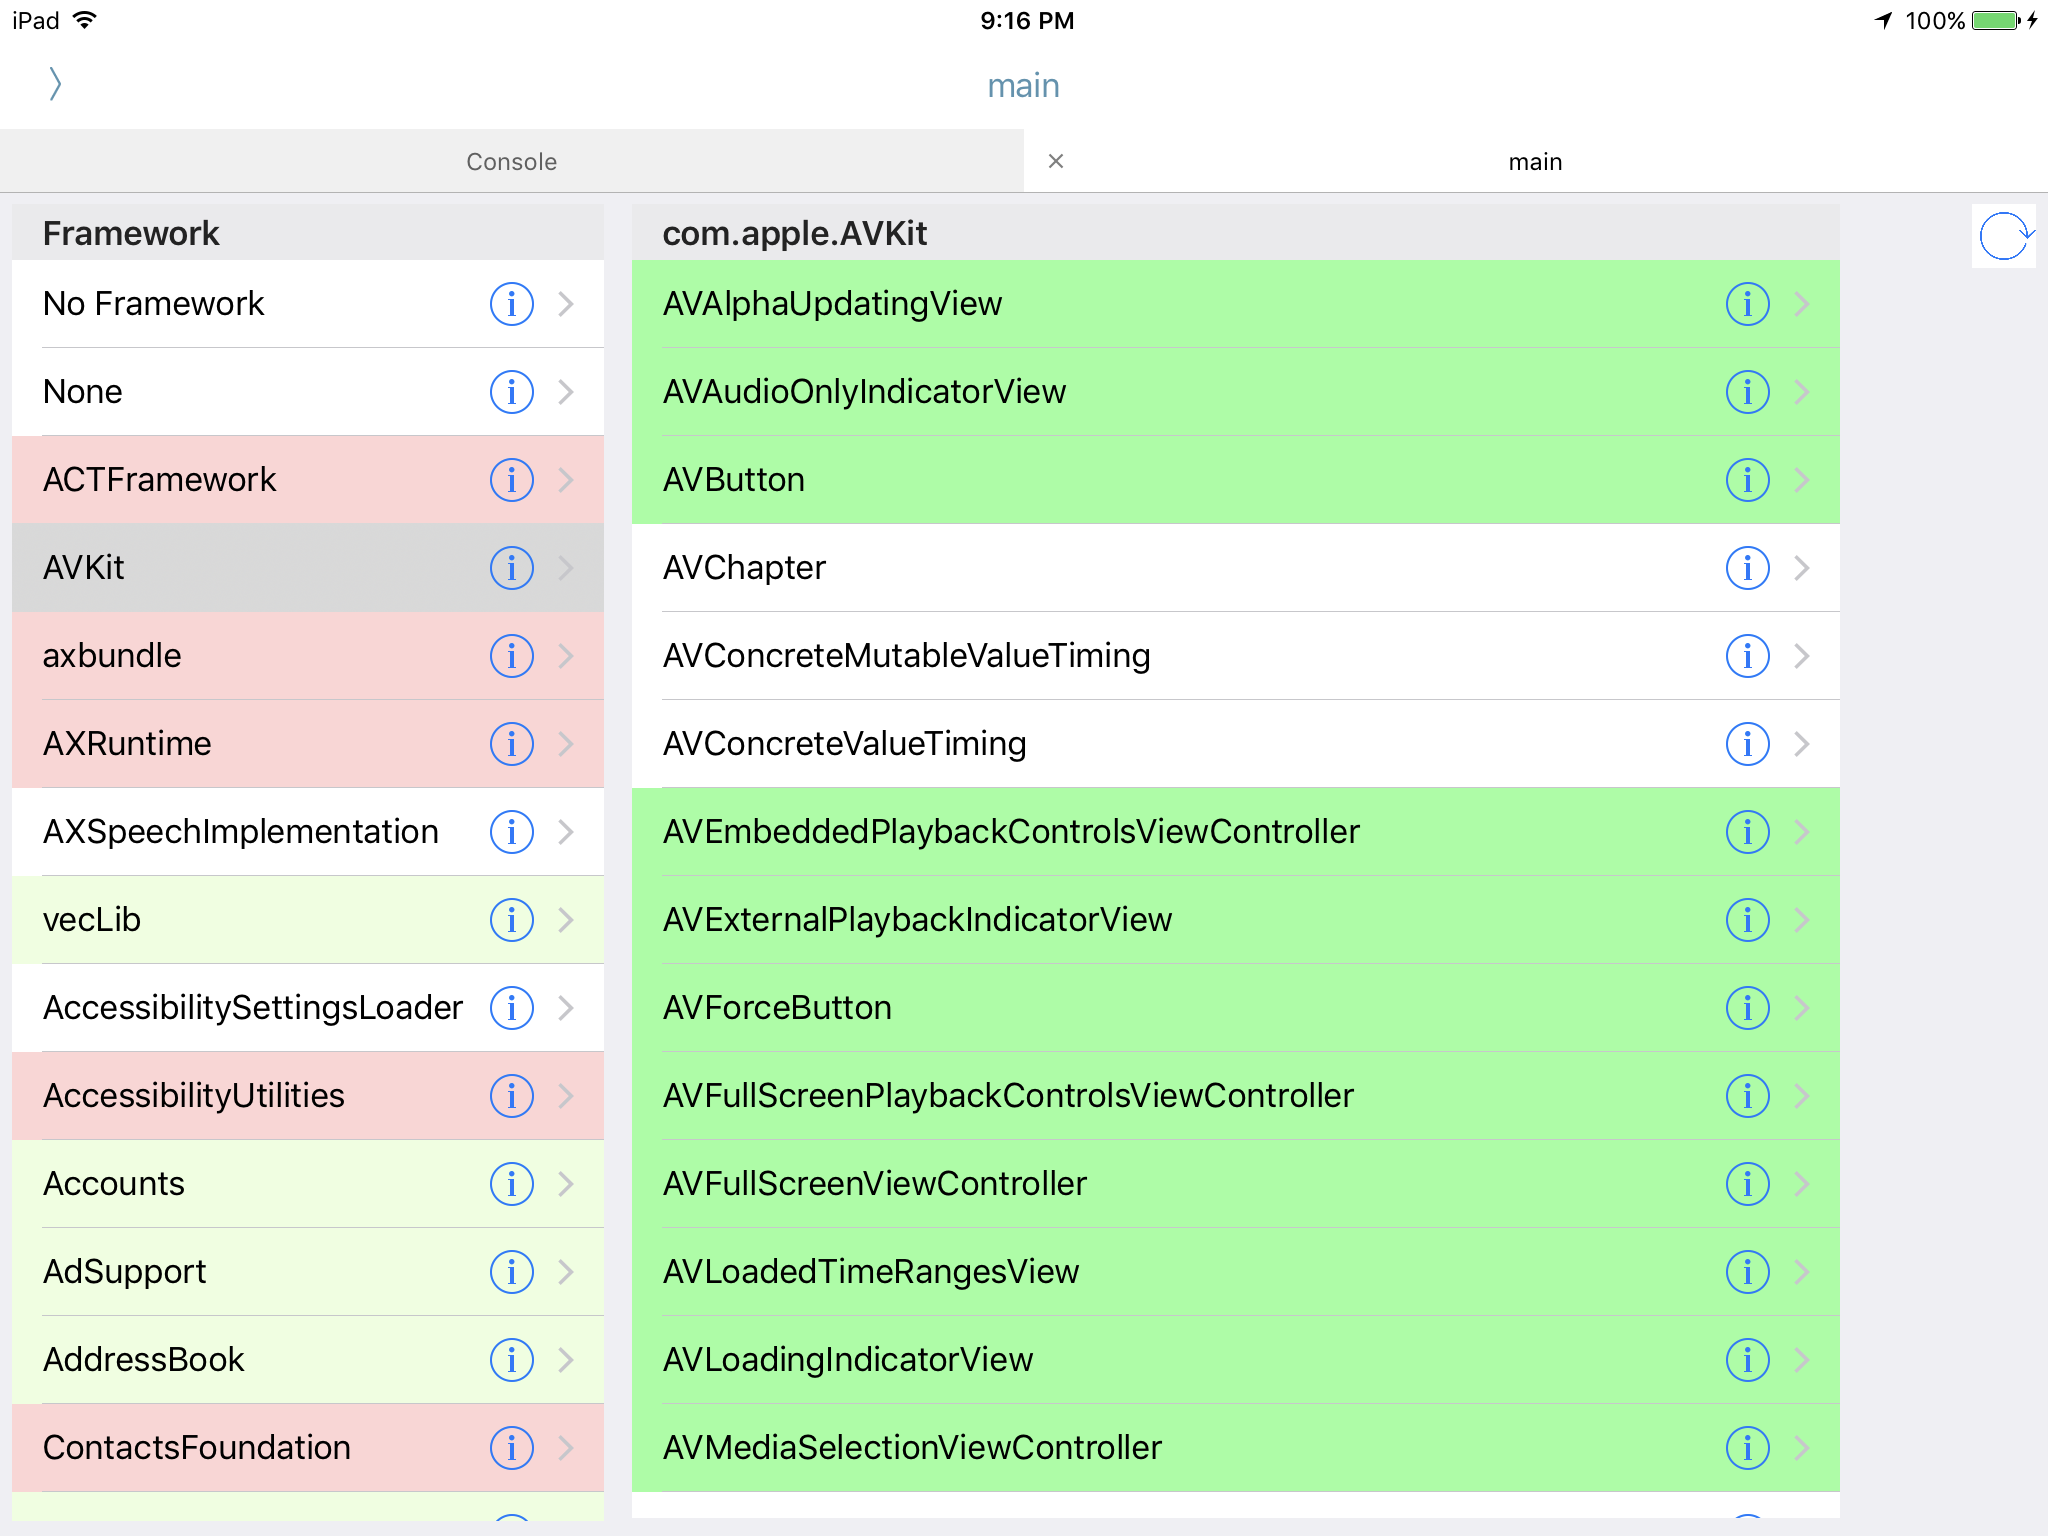 iPad 9:16 PM 100%
main
Console
× main
Framework
No Framework
None
ACTFramework
AVKit
axbundle
AXRuntime
AXSpeechImplementation
vecLib
AccessibilitySettingsLoader
AccessibilityUtilities
Accounts
AdSupport
AddressBook
ContactsFoundation
com.apple.AVKit
AVAlphaUpdatingView
AVAudioOnlyIndicatorView
AVButton
AVChapter
AVConcreteMutableValueTiming
AVConcreteValueTiming
AVEmbeddedPlaybackControlsViewController
AVExternalPlaybackIndicatorView
AVForceButton
AVFullScreenPlaybackControlsViewController
AVFullScreenViewController
AVLoadedTimeRangesView
AVLoadingIndicatorView
AVMediaSelectionViewController